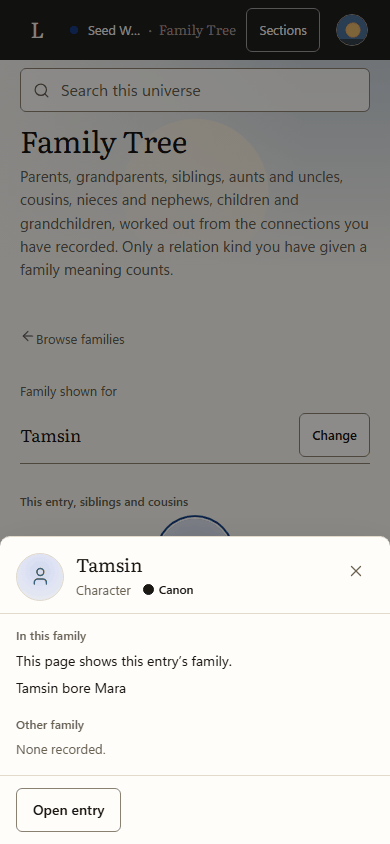 L Seed W... · Family Tree Sections
Search this universe
Family Tree
Parents, grandparents, siblings, aunts and uncles,
cousins, nieces and nephews, children and
grandchildren, worked out from the connections you
have recorded. Only a relation kind you have given a
family meaning counts.
Browse families
Family shown for
Tamsin Change
This entry, siblings and cousins
Tamsin
Character Canon
In this family
This page shows this entry’s family.
Tamsin bore Mara
Other family
None recorded.
Open entry